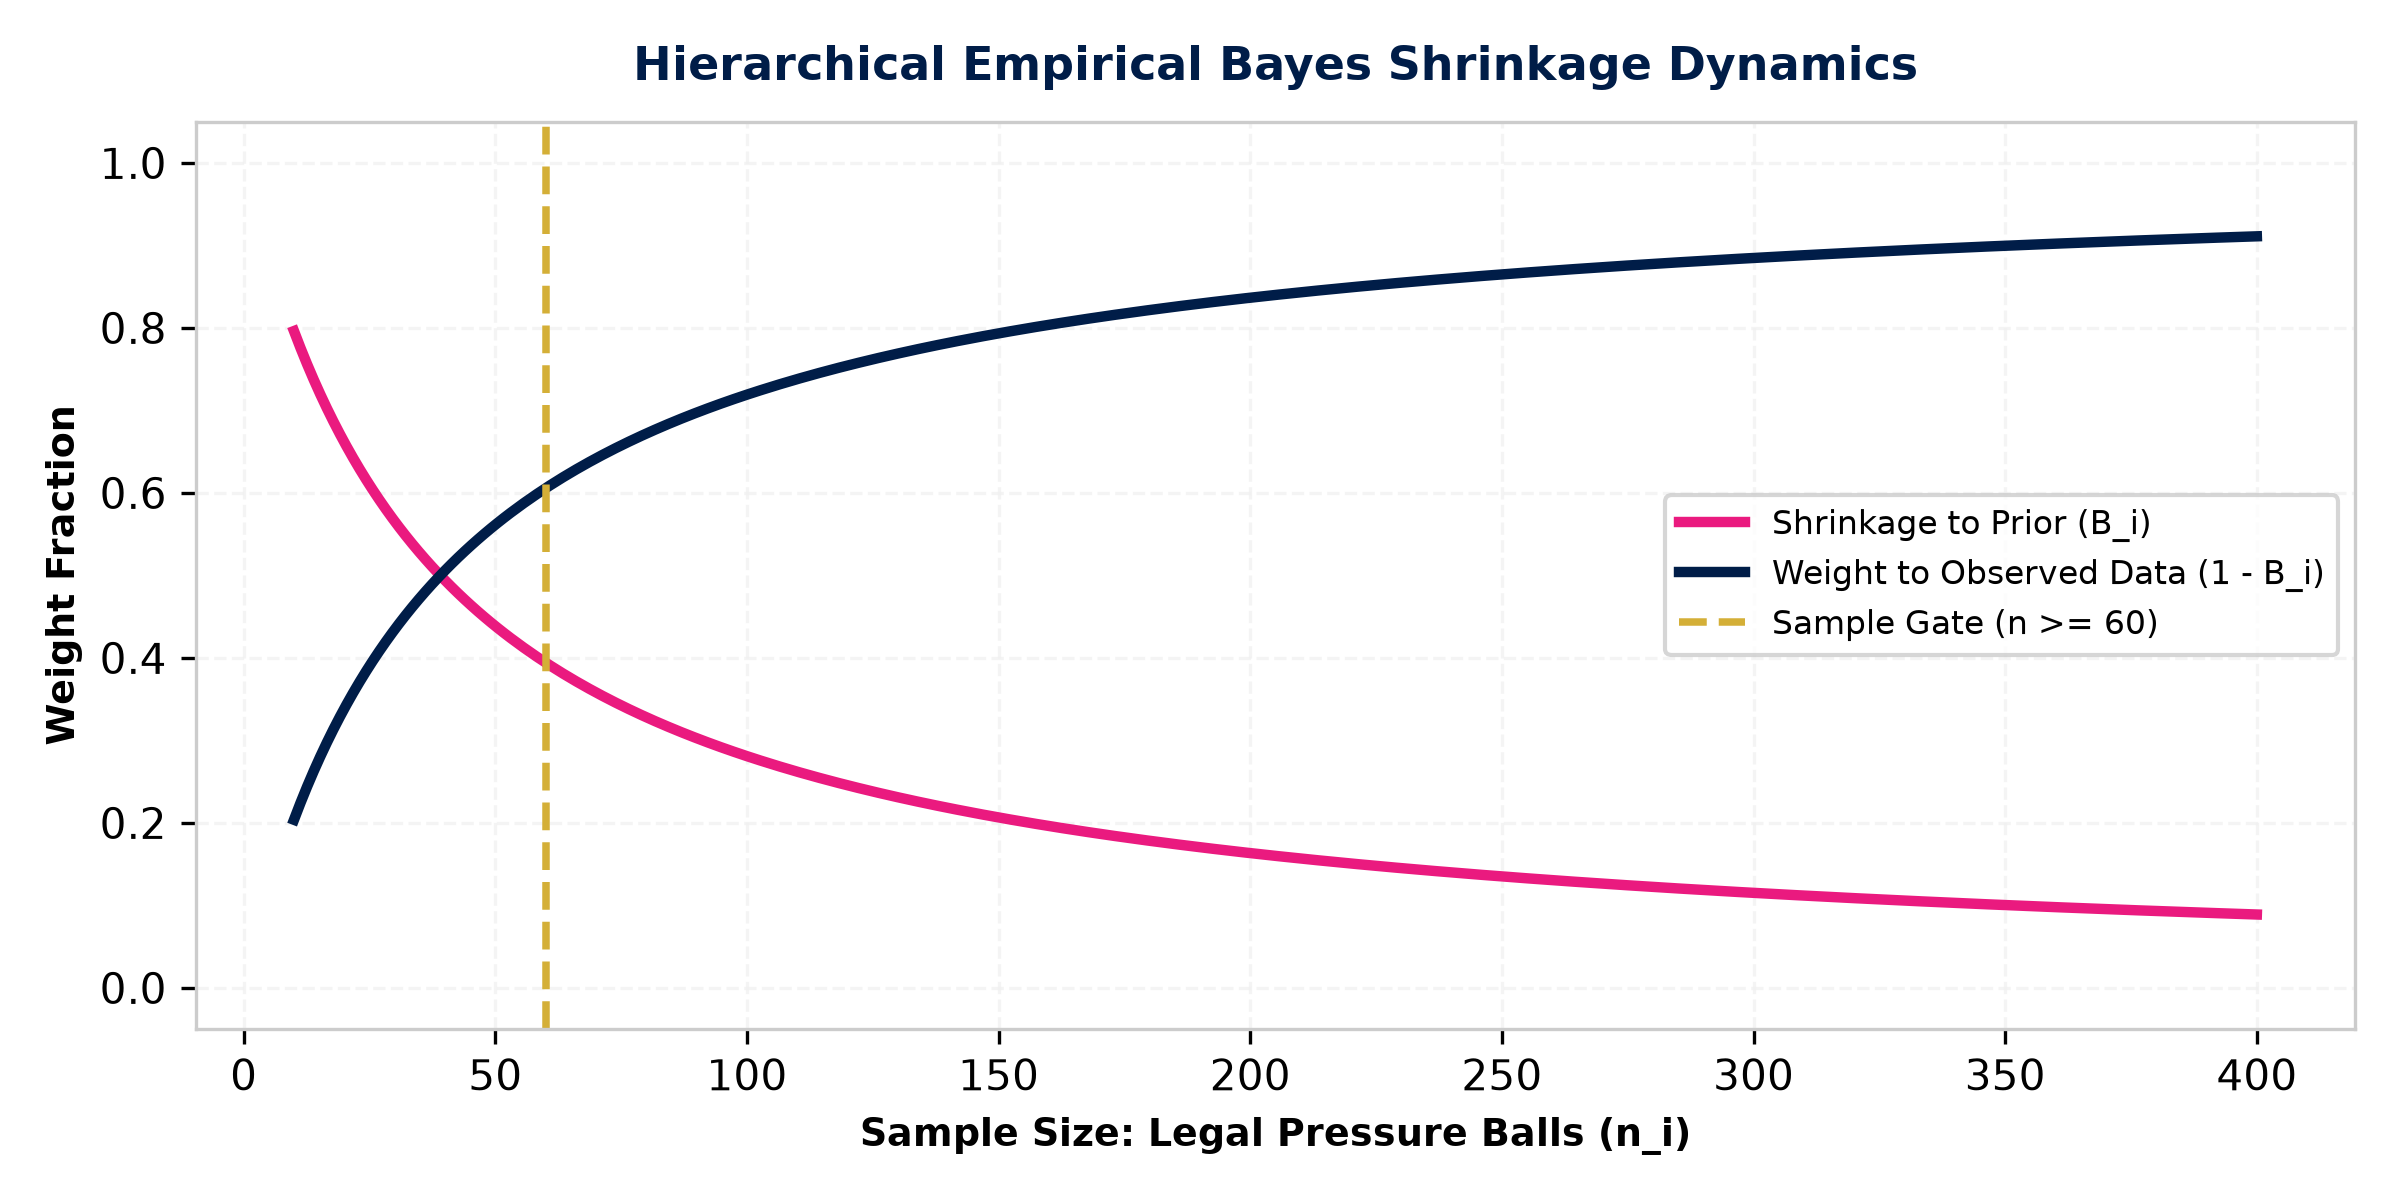 Hierarchical Empirical Bayes Shrinkage Dynamics
Weight Fraction
1.0
0.8
0.6
0.4
0.2
0.0
Shrinkage to Prior (B_i)
Weight to Observed Data (1 - B_i)
Sample Gate (n >= 60)
0 50 100 150 200 250 300 350 400
Sample Size: Legal Pressure Balls (n_i)